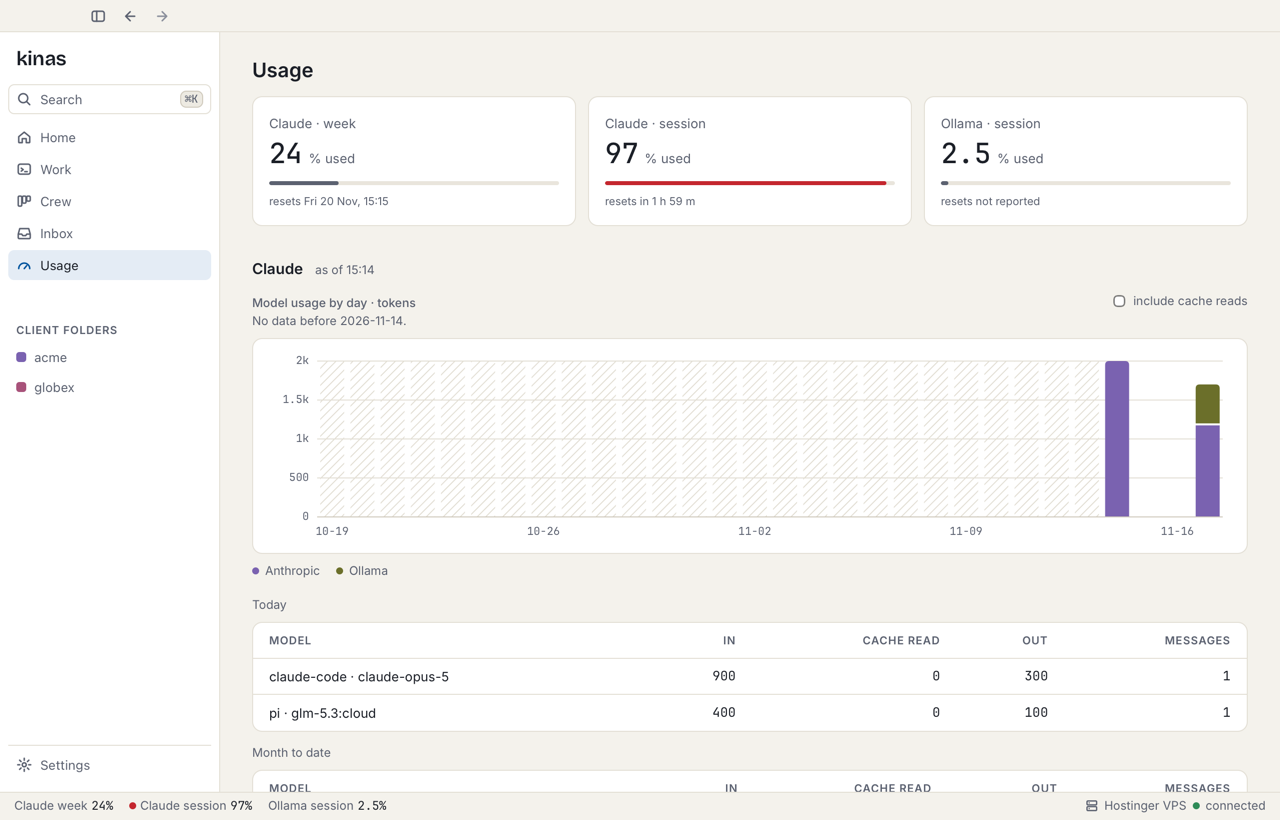 kinas
Search ⌘K
Home
Work
Crew
Inbox
Usage
CLIENT FOLDERS
acme
globex
Settings
Usage
Claude · week
24 % used
resets Fri 20 Nov, 15:15
Claude · session
97 % used
resets in 1 h 59 m
Ollama · session
2.5 % used
resets not reported
Claude as of 15:14
Model usage by day · tokens
include cache reads
No data before 2026-11-14.
2k
1.5k
1k
500
0
10-19 10-26 11-02 11-09 11-16
Anthropic Ollama
Today
MODEL IN CACHE READ OUT MESSAGES
claude-code · claude-opus-5 900 0 300 1
pi · glm-5.3:cloud 400 0 100 1
Month to date
MODEL IN CACHE READ OUT MESSAGES
Claude week 24% Claude session 97% Ollama session 2.5% Hostinger VPS connected